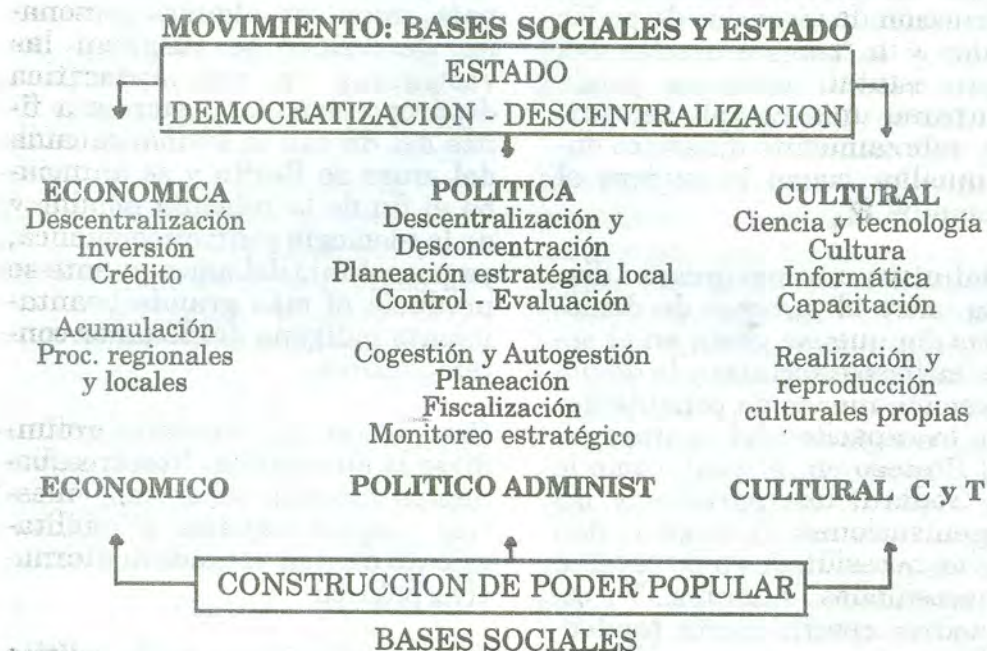 MOVIMIENTO: BASES SOCIALES Y ESTADO
ESTADO
DEMOCRATIZACION - DESCENTRALIZACION
ECONOMICA
Descentralización
Inversión
Crédito
Acumulación
Proc. regionales
y locales
ECONOMICO
POLITICA
Descentralización y
Desconcentración
Planeación estratégica local
Control - Evaluación
Cogestión y Autogestión
Planeación
Fiscalización
Monitoreo estratégico
POLITICO ADMINIST
CULTURAL
Ciencia y tecnología
Cultura
Informática
Capacitación
Realización y
reproducción
culturales propias
CULTURAL C y T
CONSTRUCCION DE PODER POPULAR
BASES SOCIALES